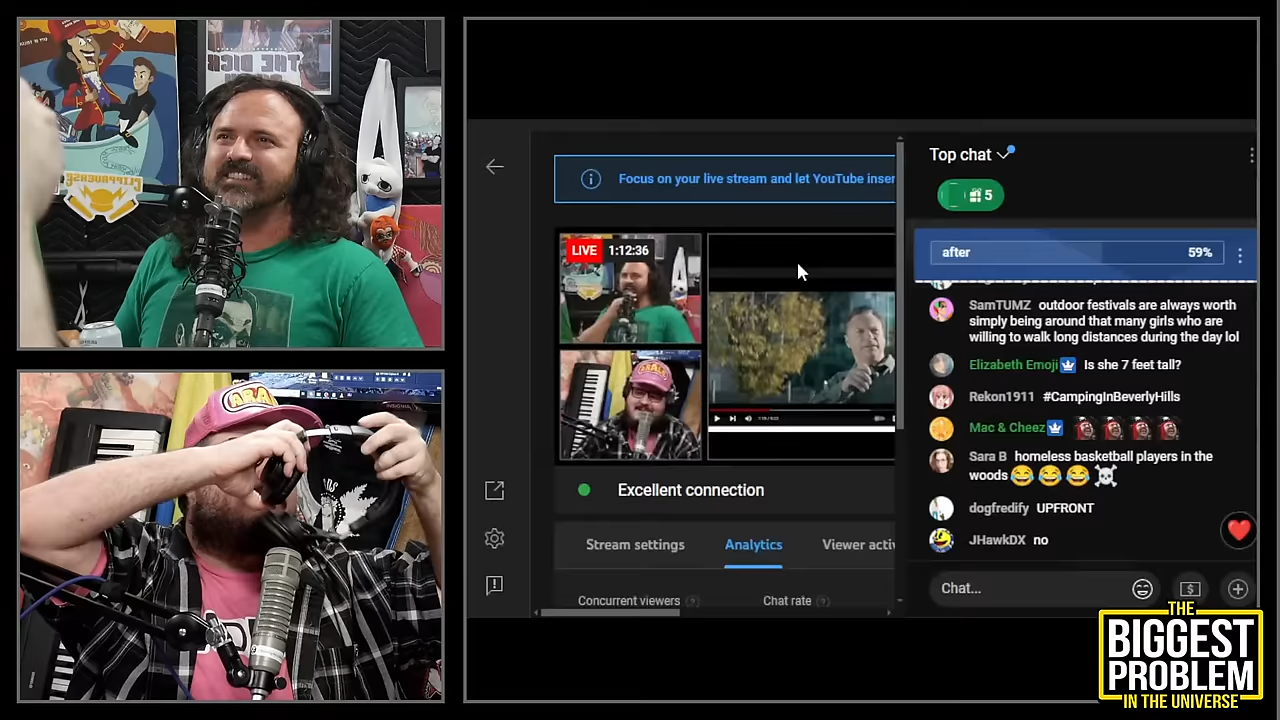 THE DICK
CLIPPAVERSE
Focus on your live stream and let YouTube inser
LIVE 1:12:36
Excellent connection
Stream settings
Analytics
Viewer activ
Concurrent viewers
Chat rate
Top chat
5
after 59%
SamTUMZ outdoor festivals are always worth
simply being around that many girls who are
willing to walk long distances during the day lol
Elizabeth Emoji Is she 7 feet tall?
Rekon1911 #CampingInBeverlyHills
Mac & Cheez
Sara B homeless basketball players in the
woods 😂😂😂☠️
dogfredify UPFRONT
JHawkDX no
Chat...
THE
BIGGEST
PROBLEM
IN THE UNIVERSE